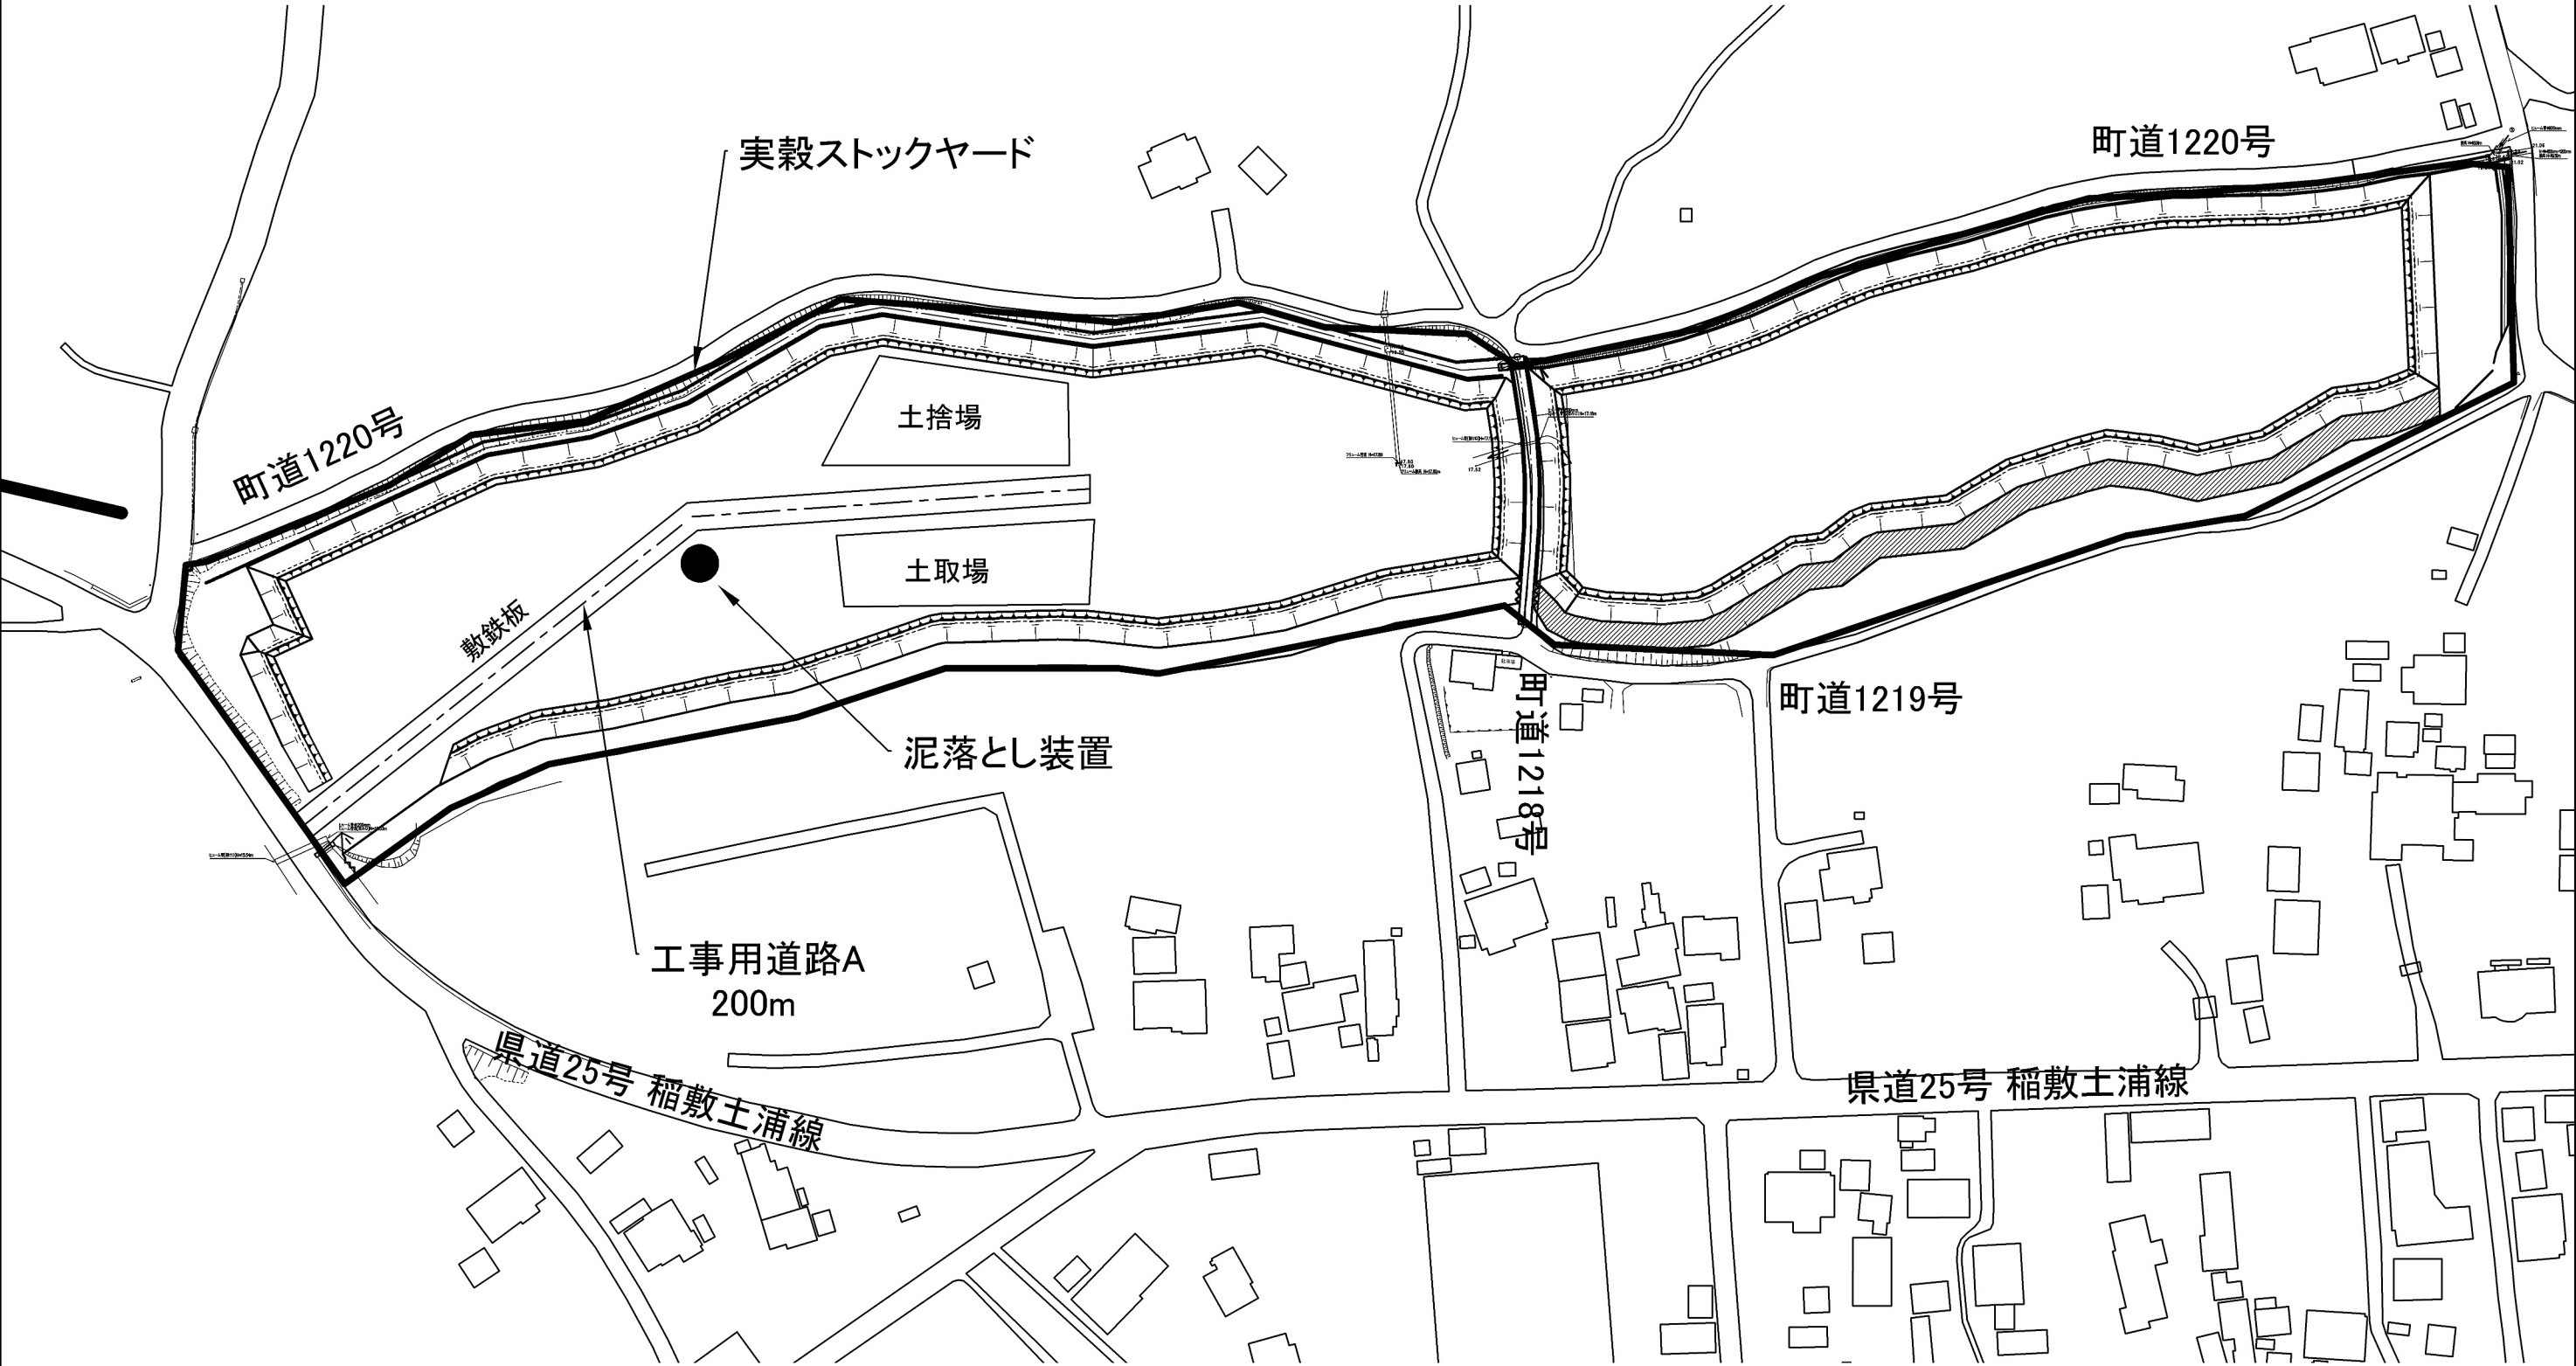 町道1220号
実穀ストックヤード
町道1220号
土捨場
土取場
敷鉄板
町道1219号
町道1218号
泥落とし装置
工事用道路A
200m
県道25号 稲敷土浦線
県道25号 稲敷土浦線